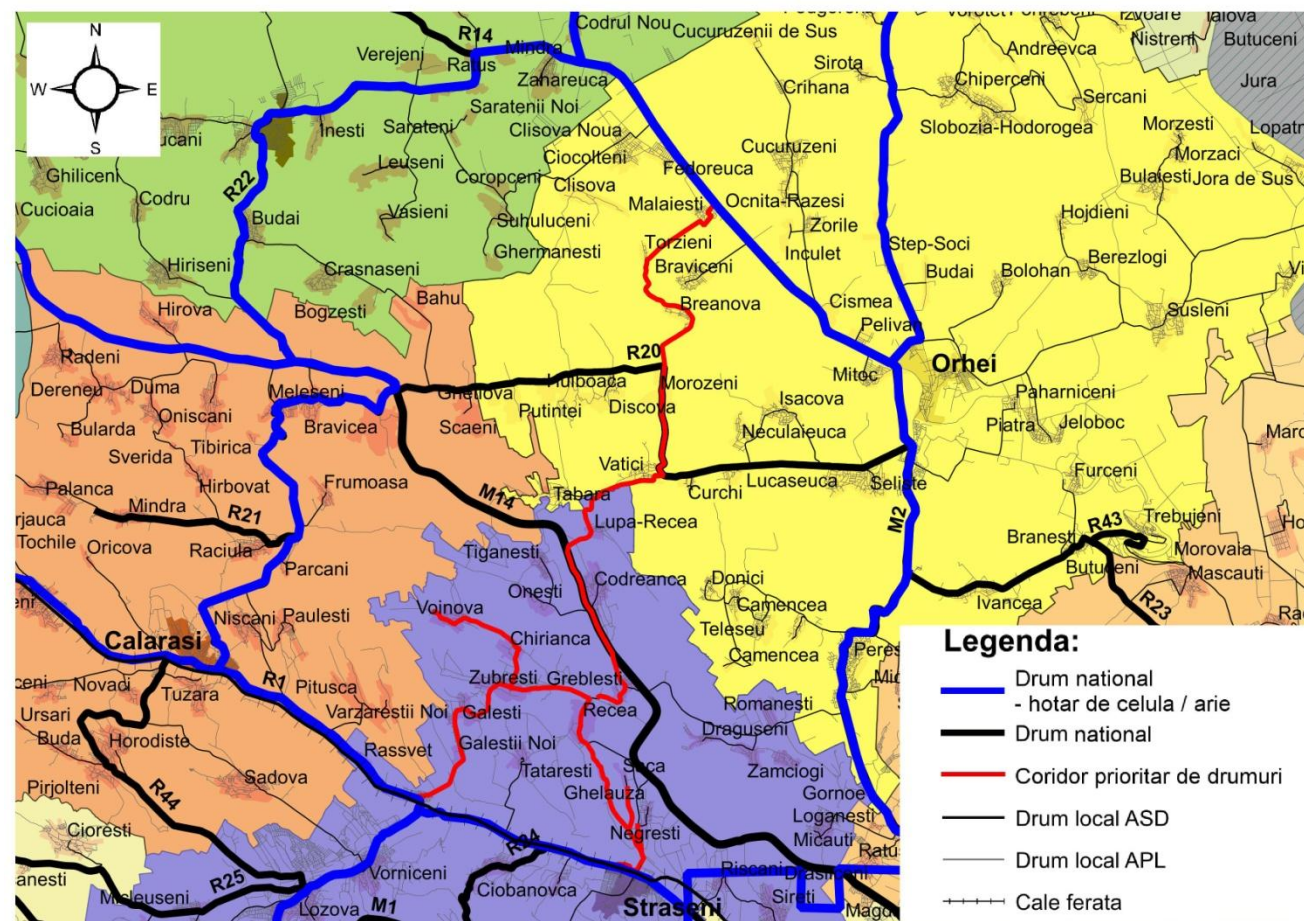 N
W
E
S
R14
Codrul Nou
Cucuruzenii de Sus
Verejeni
Mindra
Ratus
Zahareuca
Sirota
Crihana
Andreevca
Chiperceni
Sercani
Nistreni
Butuceni
Jura
Inesti
Sarateni
Saratenii Noi
Clisova Noua
Ciocolteni
Clisova
Fedoreuca
Cucuruzeni
Slobozia-Hodorogea
Morzesti
Morzaci
Bulaiesti
Jora de Sus
Ghiliceni
Leuseni
Coropceni
Codru
R22
Cucioaia
Budai
Vasieni
Suhuluceni
Ghermanesti
Malaiesti
Ocnita-Razesi
Zorile
Inculet
Hojdieni
Torzieni
Braviceni
Step-Soci
Budai
Bolohan
Berezlogi
Hiriseni
Crasnaseni
Bahu
Hirova
Bogzesti
Breanova
Cismea
Pelivan
Susleni
Radeni
Dereneu
Duma
Meleseni
R20
Ghetlova
Hulboaca
Morozeni
Mitoc
Orhei
Oniscani
Putintei
Discova
Isacova
Paharniceni
Bularda
Bravicea
Scaeni
Piatra
Jeloboc
Tibirica
Sverida
Neculaieuca
Hirbovat
Frumoasa
Vatici
Palanca
Mindra
M14
Tabara
Curchi
Lucaseuca
Seliste
Furceni
R21
Tochile
Oricova
Raciula
Lupa-Recea
M2
Trebujeni
R43
Branesti
Morovaia
Parcani
Tiganesti
Butuceni
Mascauti
Codreanca
Onesti
Donici
Ivancea
R23
Niscani
Paulesti
Voinova
Camencea
Calarasi
Chirianca
Teleseu
Camencea
Novaci
R1
Pitusca
Zubresti
Greblesti
Tuzara
Ursari
Varzarestii Noi
Galesti
Recea
Romanesti
Buda
Horodiste
Rassvet
Galestii Noi
Draguseni
Pirjolteni
Sadova
Tataresti
Saca
Zamciogi
Ghelauza
Gornoe
R44
Loganesti
Cioresti
Negresti
Micauti
R24
Vorniceni
R25
Ciobanovca
Riscani
Micleuseni
Lozova
M1
Straseni
Sireti
Legenda:
Drum national
- hotar de celula / arie
Drum national
Coridor prioritar de drumuri
Drum local ASD
Drum local APL
Cale ferata